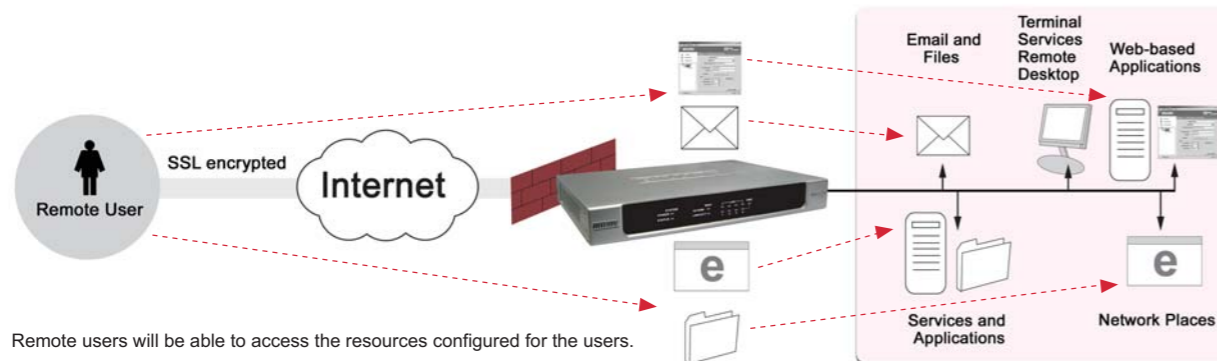 Email and
Files
Terminal
Services
Remote
Desktop
Web-based
Applications
SSL encrypted
Internet
Remote User
e
e
Services and
Applications
Network Places
Remote users will be able to access the resources configured for the users.